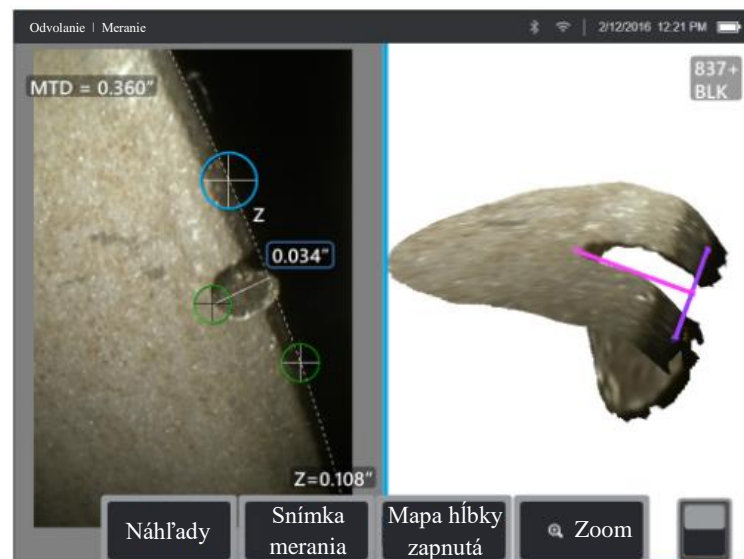 Odvolanie | Meranie
2/12/2016 12:21 PM
MTD = 0.360"
837+
BLK
Z
0.034"
Z=0.108"
Náhľady
Snímka
merania
Mapa hĺbky
zapnutá
Zoom